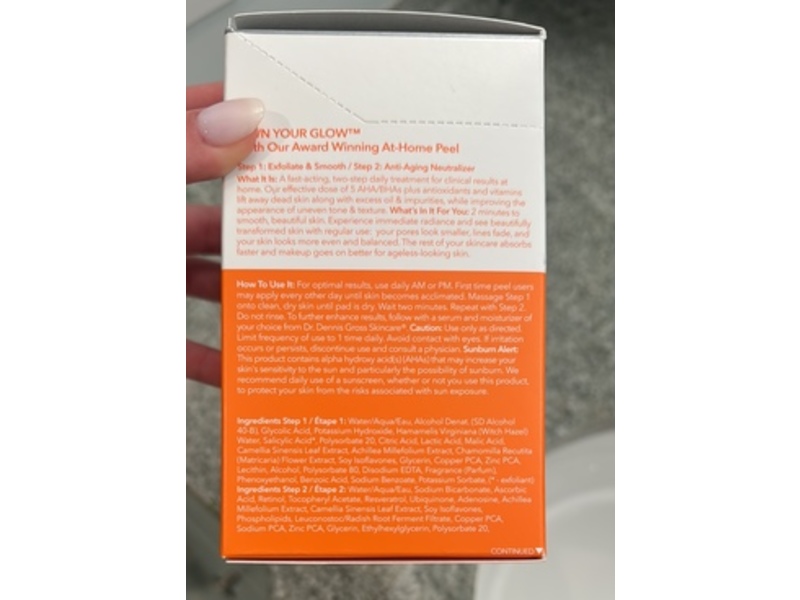 WN YOUR GLOW™
th Our Award Winning At-Home Peel
Step 1: Exfoliate & Smooth / Step 2: Anti-Aging Neutralizer
What It Is: A fast-acting, two-step daily treatment for clinical results at
home. Our effective dose of 5 AHA/BHAs plus antioxidants and vitamins
lift away dead skin along with excess oil & impurities, while improving the
appearance of uneven tone & texture. What's In It For You: 2 minutes to
smooth, beautiful skin. Experience immediate radiance and see beautifully
transformed skin with regular use: your pores look smaller, lines fade, and
your skin looks more even and balanced. The rest of your skincare absorbs
faster and makeup goes on better for ageless-looking skin.
How To Use It: For optimal results, use daily AM or PM. First time peel users
may apply every other day until skin becomes acclimated. Massage Step 1
onto clean, dry skin until pad is dry. Wait two minutes. Repeat with Step 2.
Do not rinse. To further enhance results, follow with a serum and moisturizer of
your choice from Dr. Dennis Gross Skincare®. Caution: Use only as directed.
Limit frequency of use to 1 time daily. Avoid contact with eyes. If irritation
occurs or persists, discontinue use and consult a physician. Sunburn Alert:
This product contains alpha hydroxy acid(s) (AHAs) that may increase your
skin's sensitivity to the sun and particularly the possibility of sunburn. We
recommend daily use of a sunscreen, whether or not you use this product,
to protect your skin from the risks associated with sun exposure.
Ingredients Step 1 / Étape 1: Water/Aqua/Eau, Alcohol Denat. (SD Alcohol
40-B), Glycolic Acid, Potassium Hydroxide, Hamamelis Virginiana (Witch Hazel)
Water, Salicylic Acid*, Polysorbate 20, Citric Acid, Lactic Acid, Malic Acid,
Camellia Sinensis Leaf Extract, Achillea Millefolium Extract, Chamomilla Recutita
(Matricaria) Flower Extract, Soy Isoflavones, Glycerin, Copper PCA, Zinc PCA,
Lecithin, Alcohol, Polysorbate 80, Disodium EDTA, Fragrance (Parfum),
Phenoxyethanol, Benzoic Acid, Sodium Benzoate, Potassium Sorbate, (* - exfoliant)
Ingredients Step 2 / Étape 2: Water/Aqua/Eau, Sodium Bicarbonate, Ascorbic
Acid, Retinol, Tocopheryl Acetate, Resveratrol, Ubiquinone, Adenosine, Achillea
Millefolium Extract, Camellia Sinensis Leaf Extract, Soy Isoflavones,
Phospholipids, Leuconostoc/Radish Root Ferment Filtrate, Copper PCA,
Sodium PCA, Zinc PCA, Glycerin, Ethylhexylglycerin, Polysorbate 20,
CONTINUED